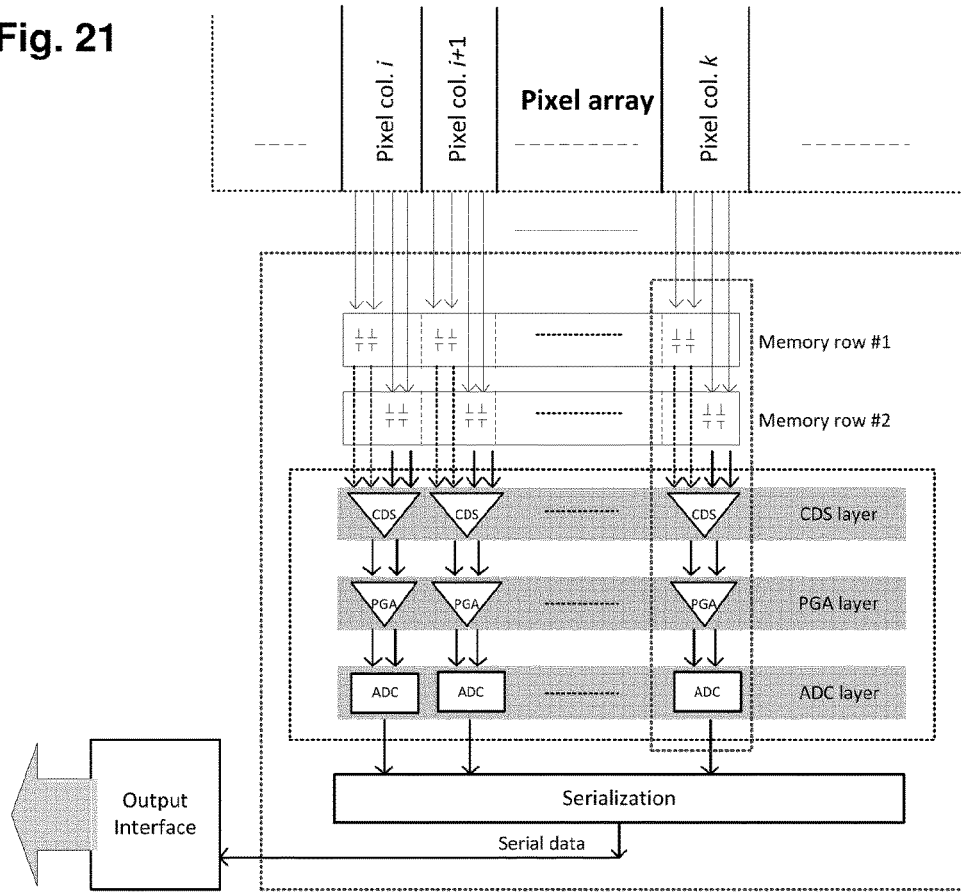 Fig. 21
Pixel col. i
Pixel col. i+1
Pixel array
Pixel col. k
Memory row #1
Memory row #2
CDS CDS CDS CDS layer
PGA PGA PGA PGA layer
ADC ADC ADC ADC layer
Output
Interface
Serialization
Serial data